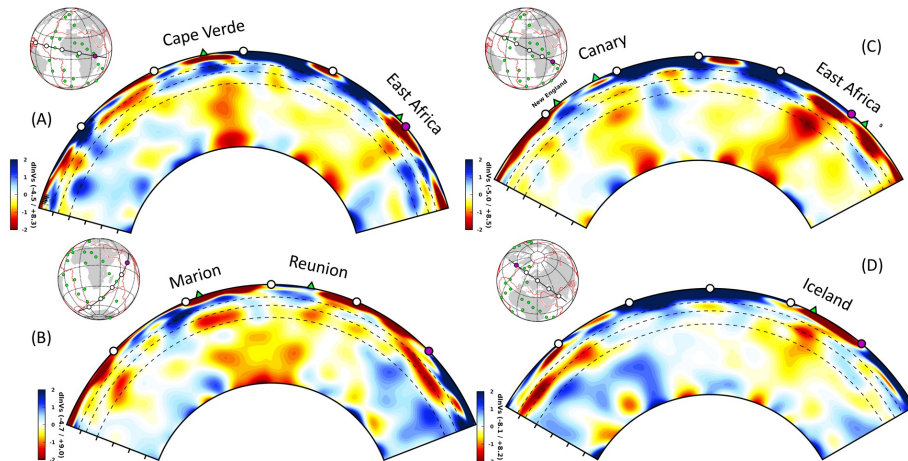 Cape Verde
East Africa
(A)
2
1
0
-1
-2
dlnVs (-4.5 / +8.3)
Canary
New England
East Africa
(C)
2
1
0
-1
-2
dlnVs (-5.0 / +8.5)
Marion
Reunion
(B)
2
1
0
-1
-2
dlnVs (-4.7 / +9.0)
Iceland
(D)
2
1
0
-1
-2
dlnVs (-8.1 / +8.2)